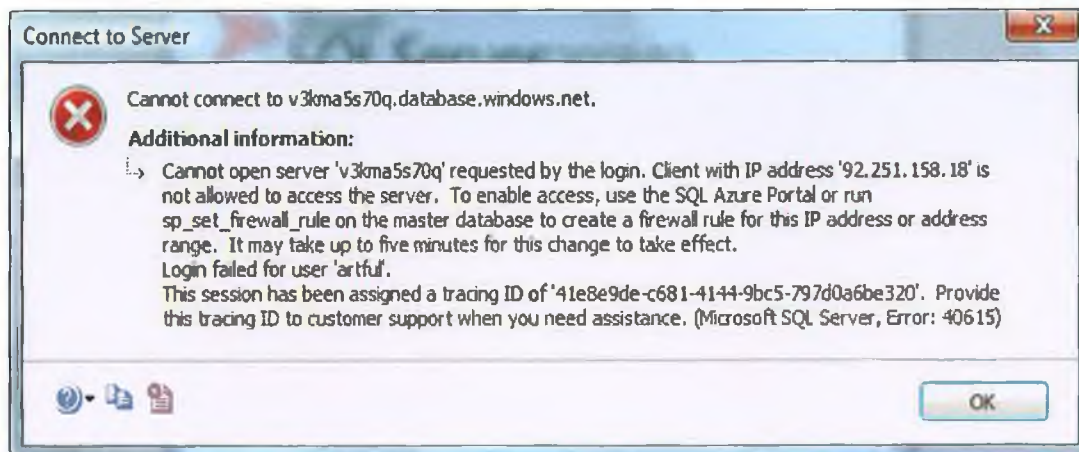 Connect to Server
Cannot connect to v3kma5s70q.database.windows.net.
Additional information:
Cannot open server 'v3kma5s70q' requested by the login. Client with IP address '92.251.158.18' is
not allowed to access the server. To enable access, use the SQL Azure Portal or run
sp_set_firewall_rule on the master database to create a firewall rule for this IP address or address
range. It may take up to five minutes for this change to take effect.
Login failed for user 'artful'.
This session has been assigned a tracing ID of '41e8e9de-c681-4144-9bc5-797d0a6be320'. Provide
this tracing ID to customer support when you need assistance. (Microsoft SQL Server, Error: 40615)
OK